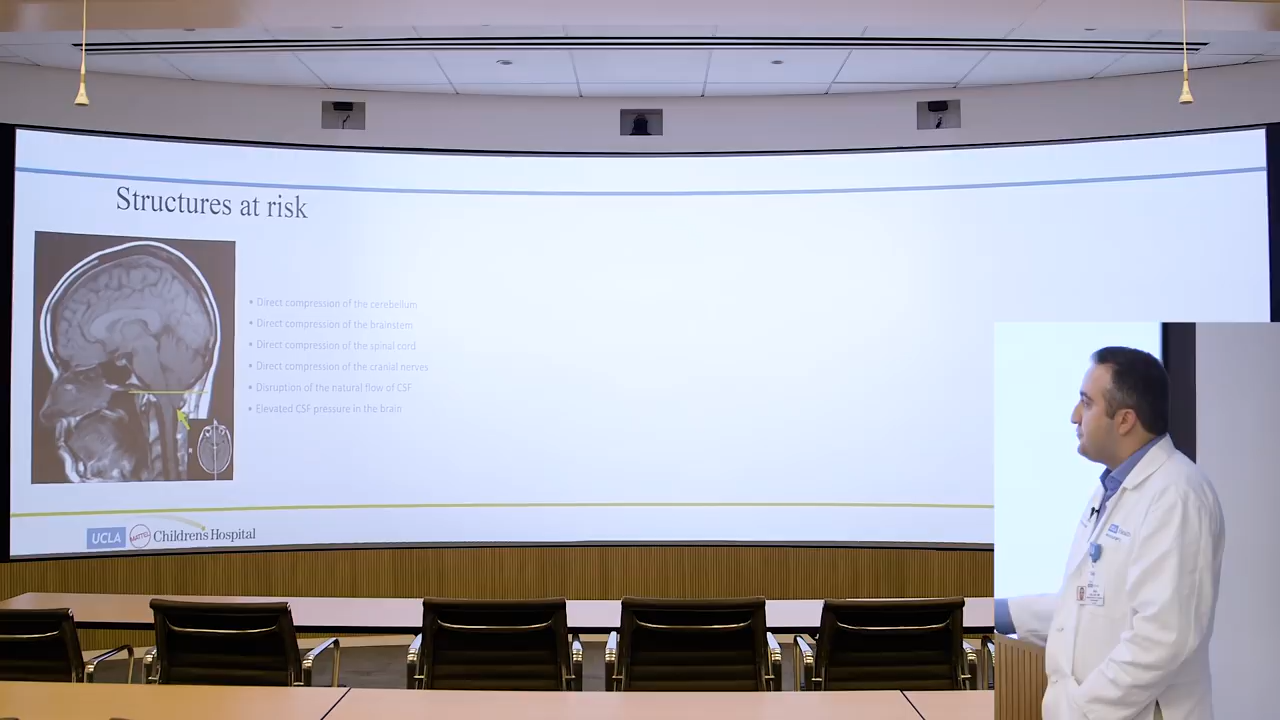 Structures at risk
• Direct compression of the cerebellum
• Direct compression of the brainstem
• Direct compression of the spinal cord
• Direct compression of the cranial nerves
• Disruption of the natural flow of CSF
• Elevated CSF pressure in the brain
UCLA Children's Hospital